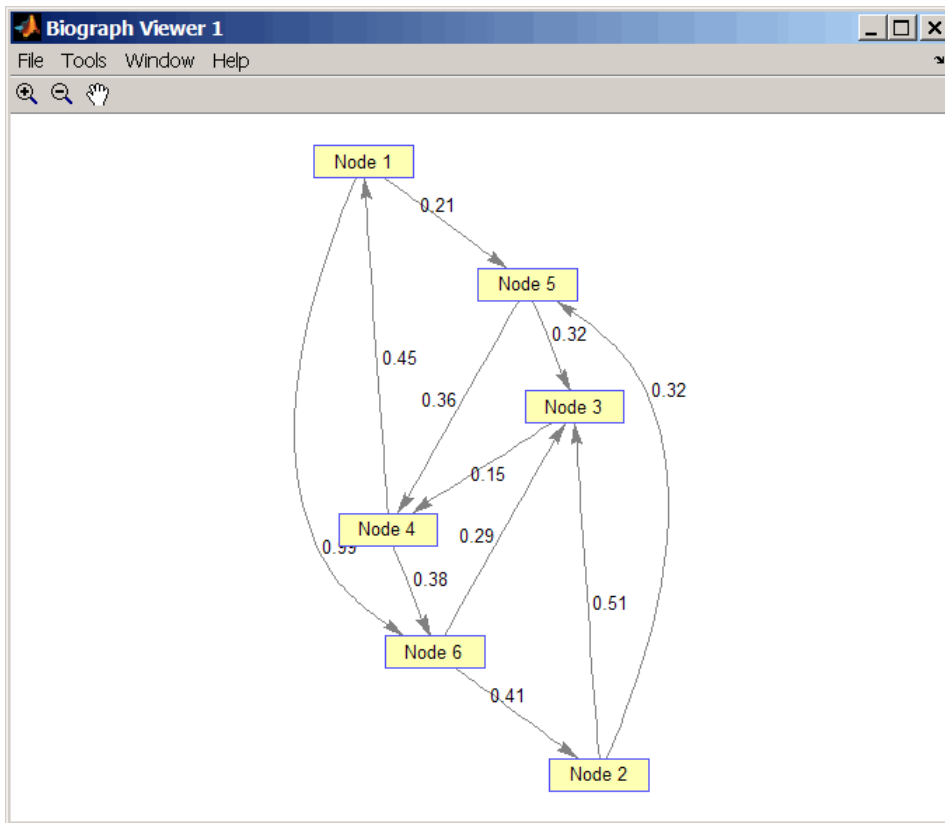 Biograph Viewer 1
File Tools Window Help
Node 1
0.21
Node 5
0.32
0.45
0.32
0.36
Node 3
0.15
Node 4
0.29
0.99
0.38
0.51
Node 6
0.41
Node 2